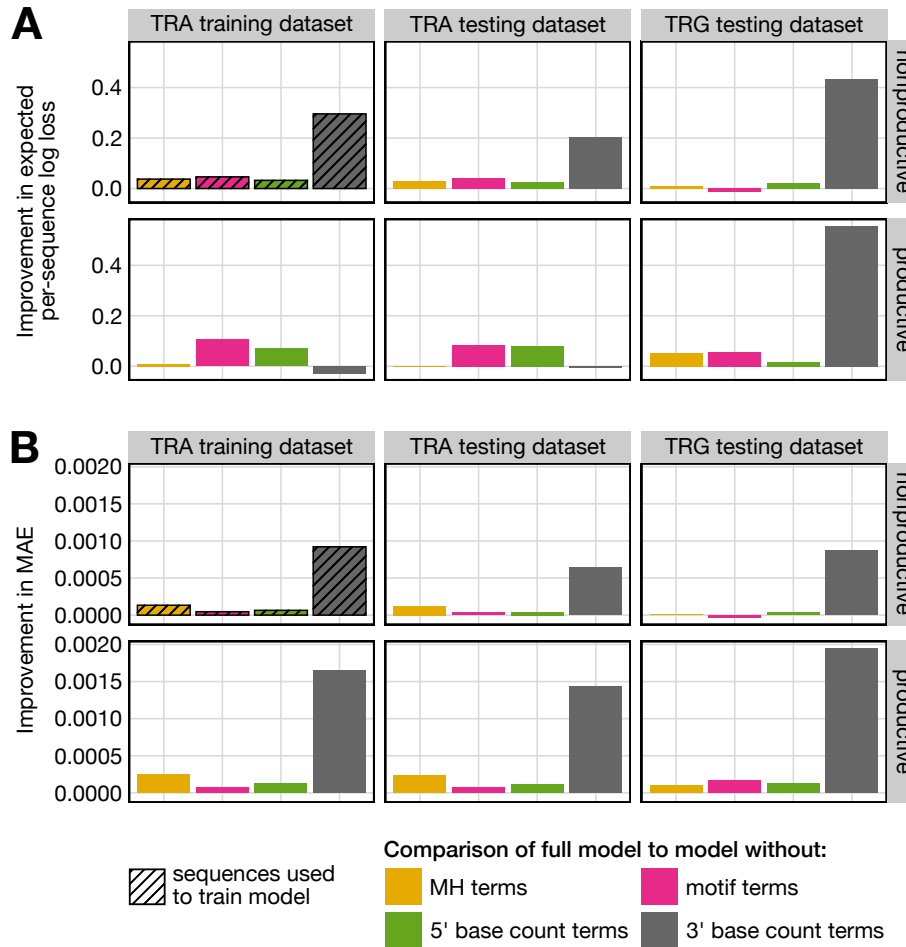 A
TRA training dataset
TRA testing dataset
TRG testing dataset
Improvement in expected
per-sequence log loss
0.4
0.2
0.0
nonproductive
0.4
0.2
0.0
productive
B
TRA training dataset
TRA testing dataset
TRG testing dataset
Improvement in MAE
0.0020
0.0015
0.0010
0.0005
0.0000
nonproductive
0.0020
0.0015
0.0010
0.0005
0.0000
productive
sequences used
to train model
Comparison of full model to model without:
MH terms
motif terms
5' base count terms
3' base count terms